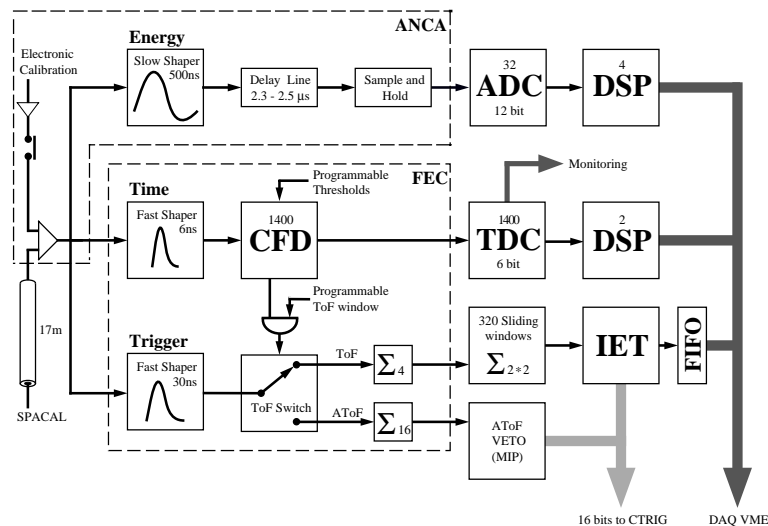 ANCA
Electronic
Calibration
Energy
Slow Shaper
500ns
Delay Line
2.3 - 2.5 μs
Sample and
Hold
32
ADC
12 bit
4
DSP
FEC
Time
Fast Shaper
6ns
Programmable
Thresholds
1400
CFD
1400
TDC
6 bit
Monitoring
2
DSP
17m
SPACAL
Programmable
ToF window
Trigger
Fast Shaper
30ns
ToF Switch
ToF
Σ 4
AToF
Σ 16
320 Sliding
windows
Σ 2*2
IET
FIFO
AToF
VETO
(MIP)
16 bits to CTRIG
DAQ VME